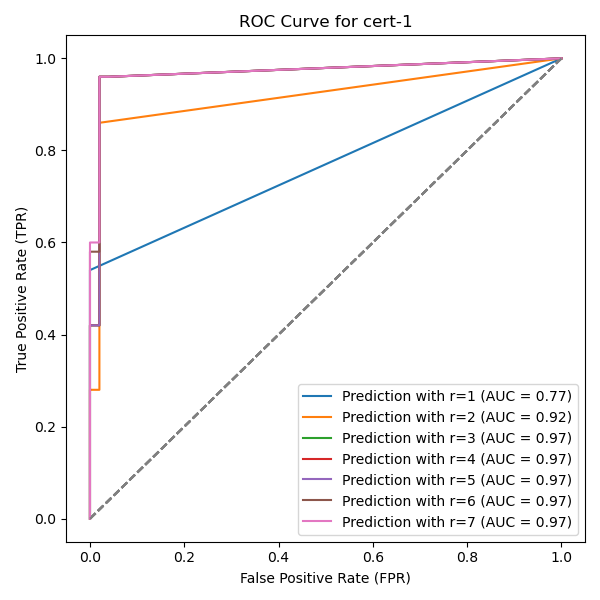 ROC Curve for cert-1
True Positive Rate (TPR)
1.0
0.8
0.6
0.4
0.2
0.0
Prediction with r=1 (AUC = 0.77)
Prediction with r=2 (AUC = 0.92)
Prediction with r=3 (AUC = 0.97)
Prediction with r=4 (AUC = 0.97)
Prediction with r=5 (AUC = 0.97)
Prediction with r=6 (AUC = 0.97)
Prediction with r=7 (AUC = 0.97)
0.0 0.2 0.4 0.6 0.8 1.0
False Positive Rate (FPR)